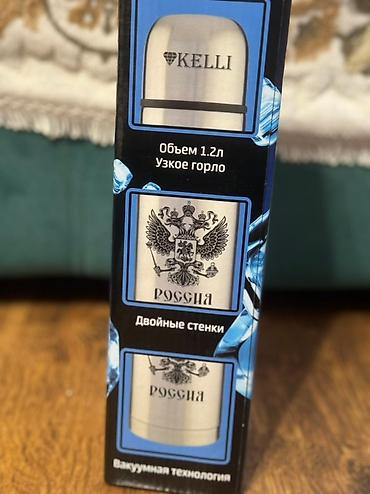 KELLI
Объем 1.2л
Узкое горло
РОССИЯ
Двойные стенки
РОССИЯ
Вакуумная технология